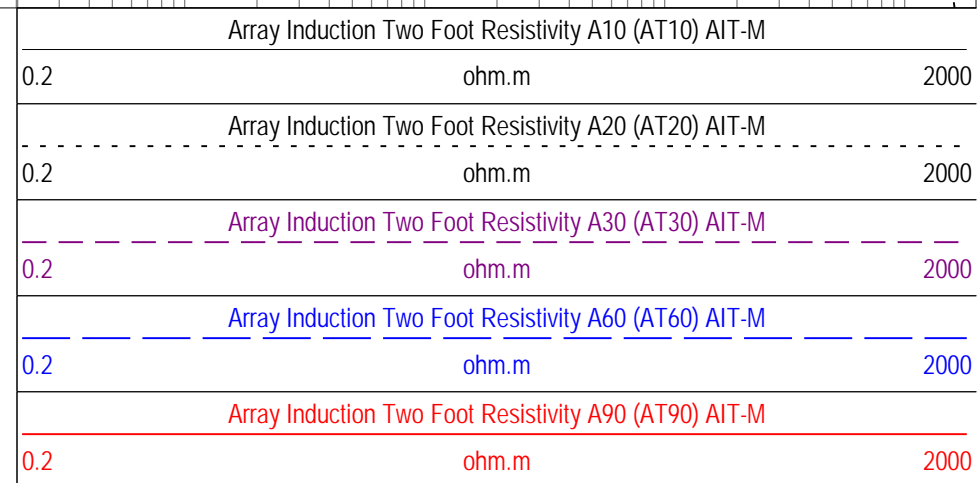 Array Induction Two Foot Resistivity A10 (AT10) AIT-M
0.2 ohm.m 2000
Array Induction Two Foot Resistivity A20 (AT20) AIT-M
0.2 ohm.m 2000
Array Induction Two Foot Resistivity A30 (AT30) AIT-M
0.2 ohm.m 2000
Array Induction Two Foot Resistivity A60 (AT60) AIT-M
0.2 ohm.m 2000
Array Induction Two Foot Resistivity A90 (AT90) AIT-M
0.2 ohm.m 2000